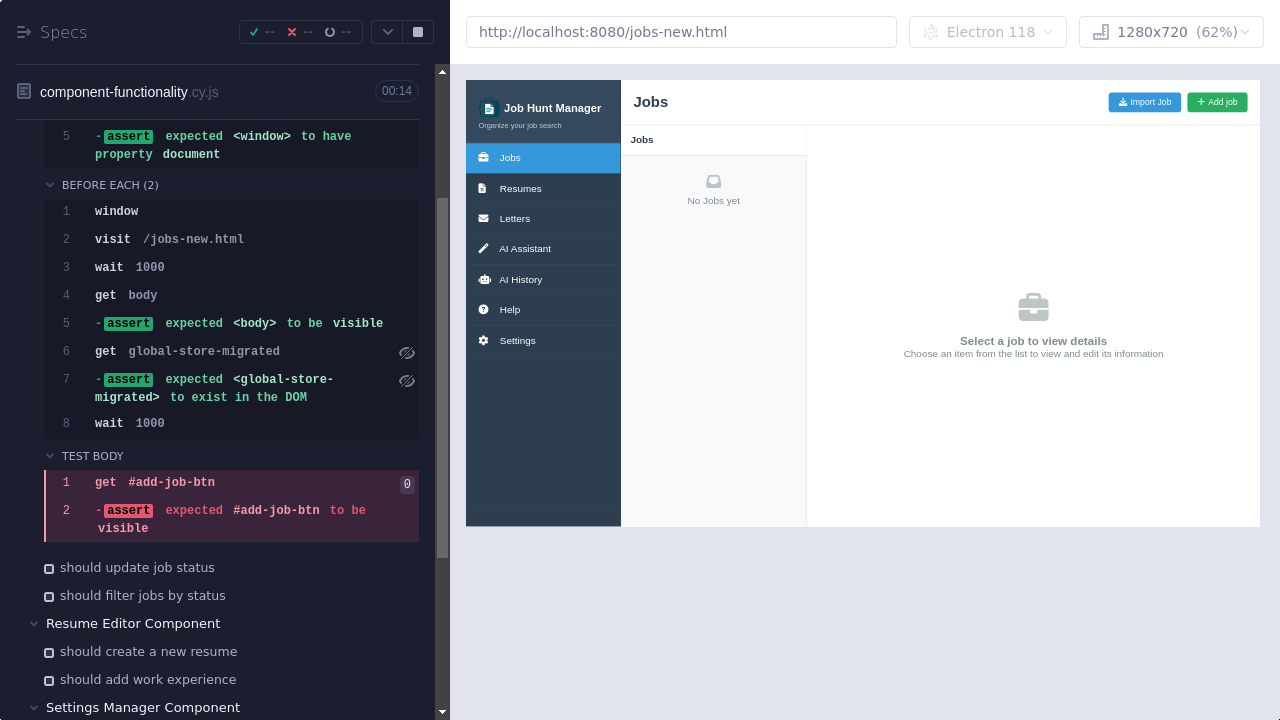 Specs
-- -- --
component-functionality.cy.js
00:14
5 -assert expected <window> to have
property document
BEFORE EACH (2)
1 window
2 visit /jobs-new.html
3 wait 1000
4 get body
5 -assert expected <body> to be visible
6 get global-store-migrated
7 -assert expected <global-store-
migrated> to exist in the DOM
8 wait 1000
TEST BODY
1 get #add-job-btn 0
2 -assert expected #add-job-btn to be
visible
should update job status
should filter jobs by status
Resume Editor Component
should create a new resume
should add work experience
Settings Manager Component
http://localhost:8080/jobs-new.html
Electron 118
1280x720 (62%)
Job Hunt Manager
Organize your job search
Jobs
Resumes
Letters
AI Assistant
AI History
Help
Settings
Jobs
Import Job
Add job
Jobs
No Jobs yet
Select a job to view details
Choose an item from the list to view and edit its information